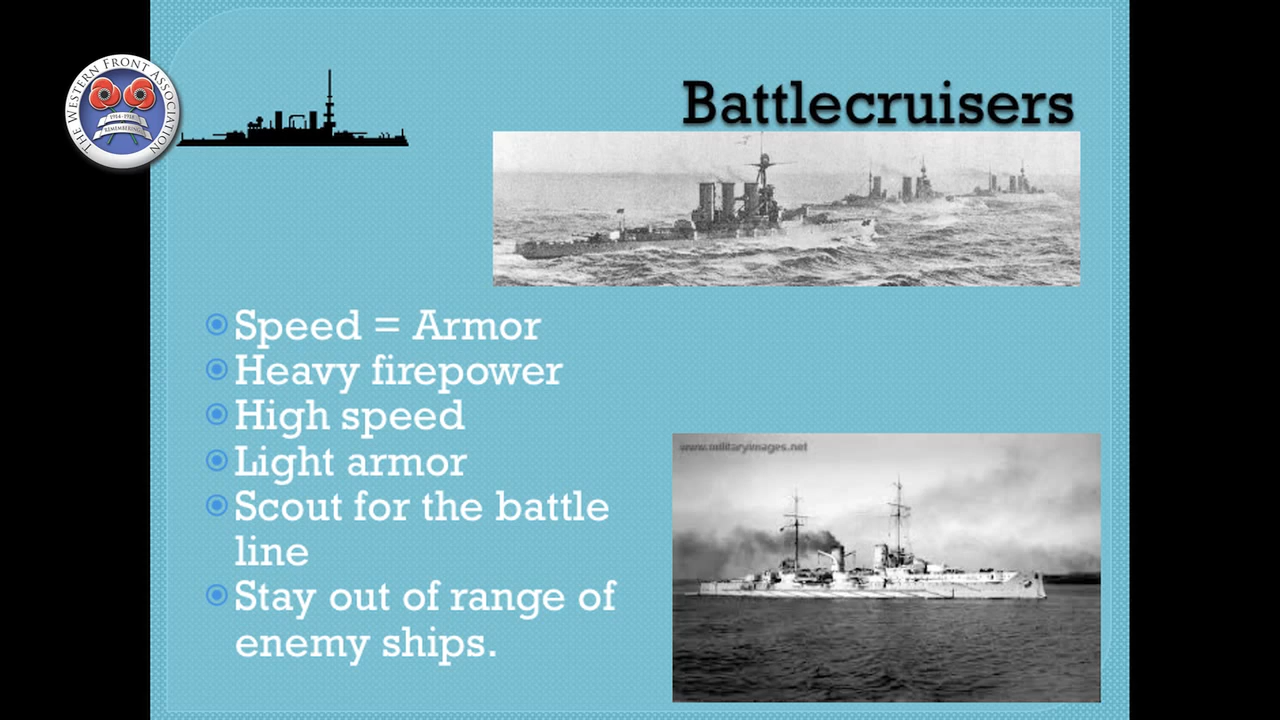 THE WESTERN FRONT ASSOCIATION
1914-1918
REMEMBERING
Battlecruisers
Speed = Armor
Heavy firepower
High speed
Light armor
Scout for the battle
line
Stay out of range of
enemy ships.
www.militaryimages.net